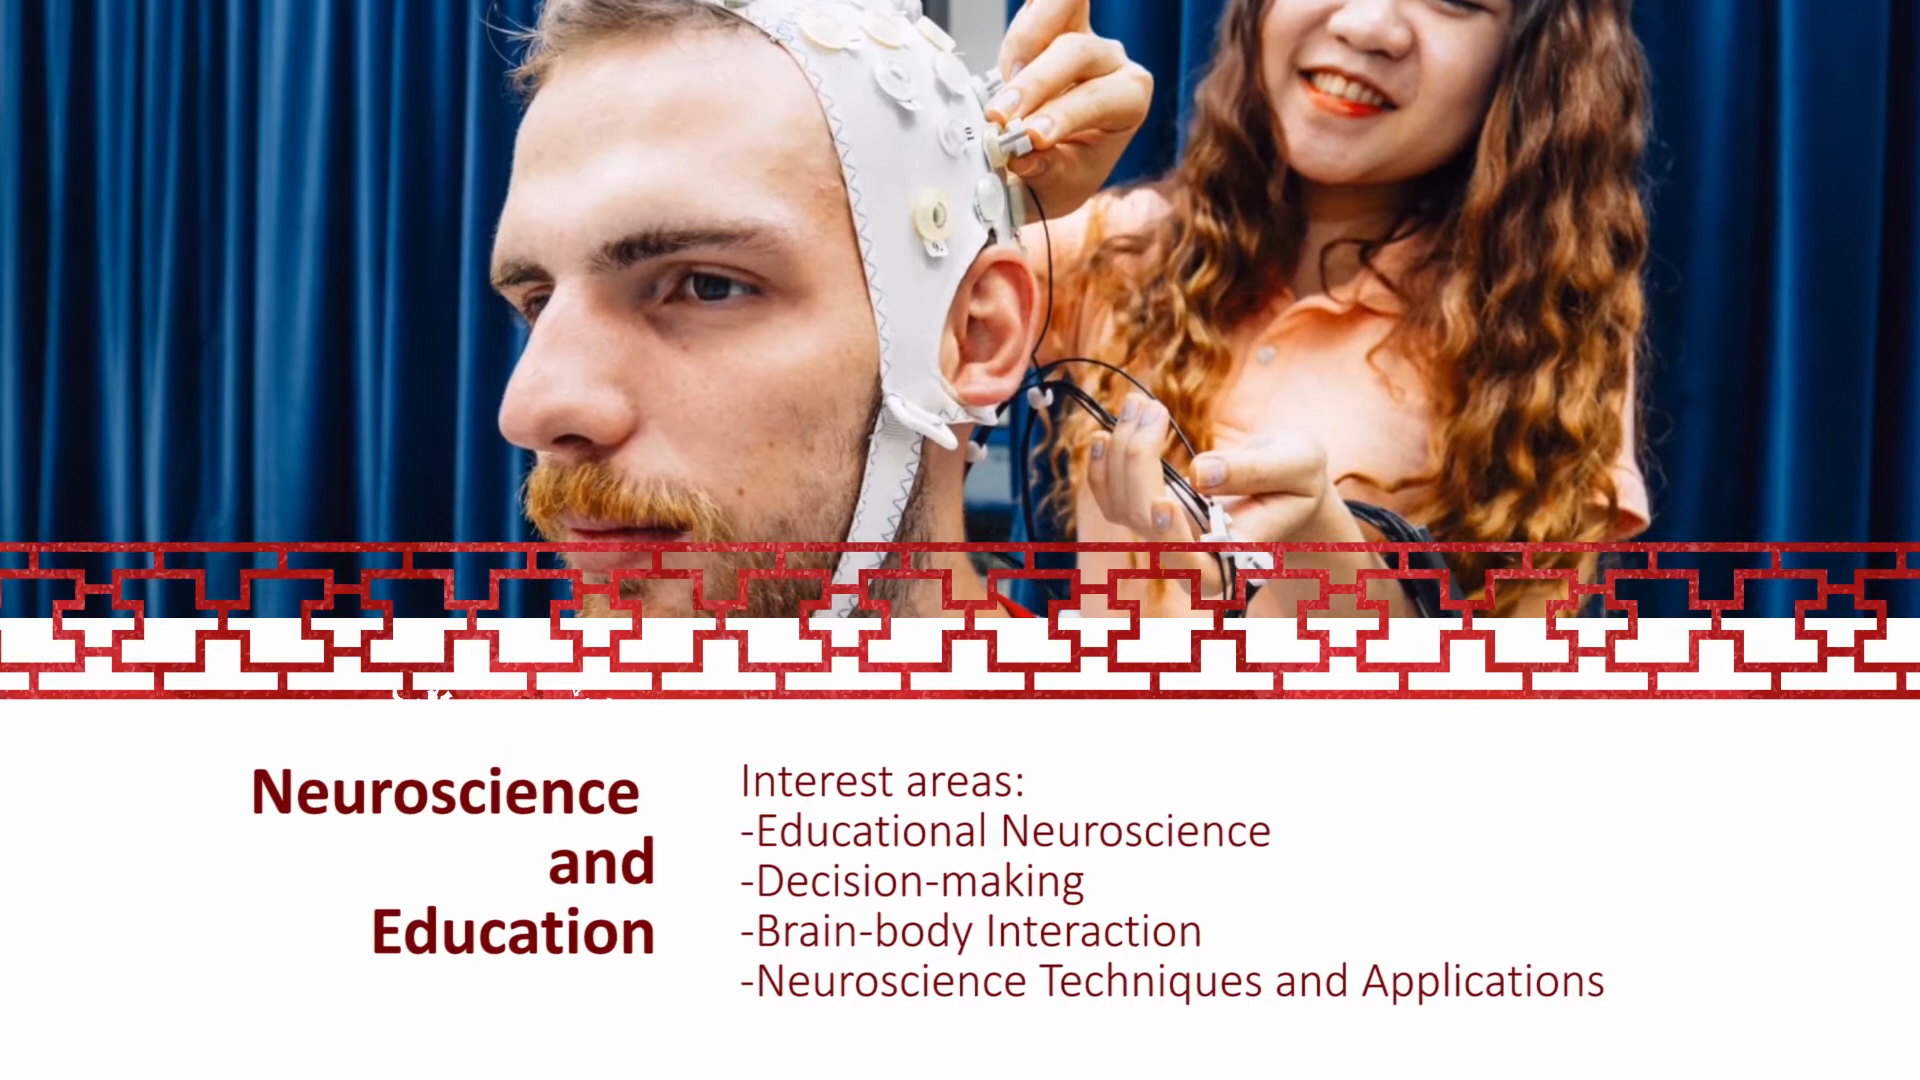 Neuroscience
and
Education
Interest areas:
-Educational Neuroscience
-Decision-making
-Brain-body Interaction
-Neuroscience Techniques and Applications